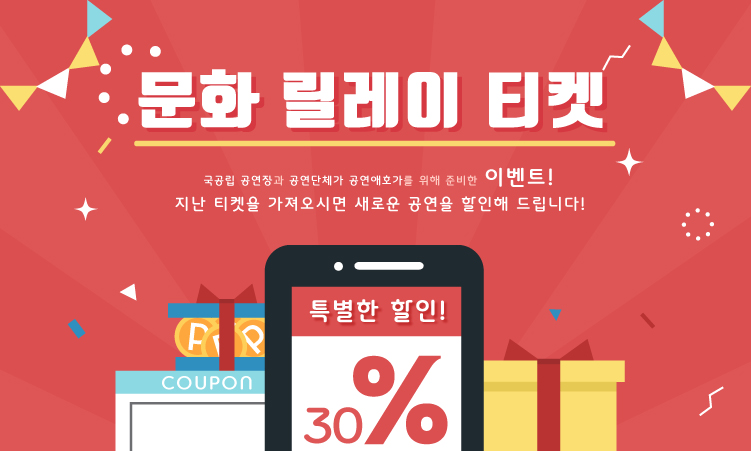 문화 릴레이 티켓
국공립 공연장과 공연단체가 공연애호가를 위해 준비한 이벤트!
지난 티켓을 가져오시면 새로운 공연을 할인해 드립니다!
특별한 할인!
P P P
COUPON
30%